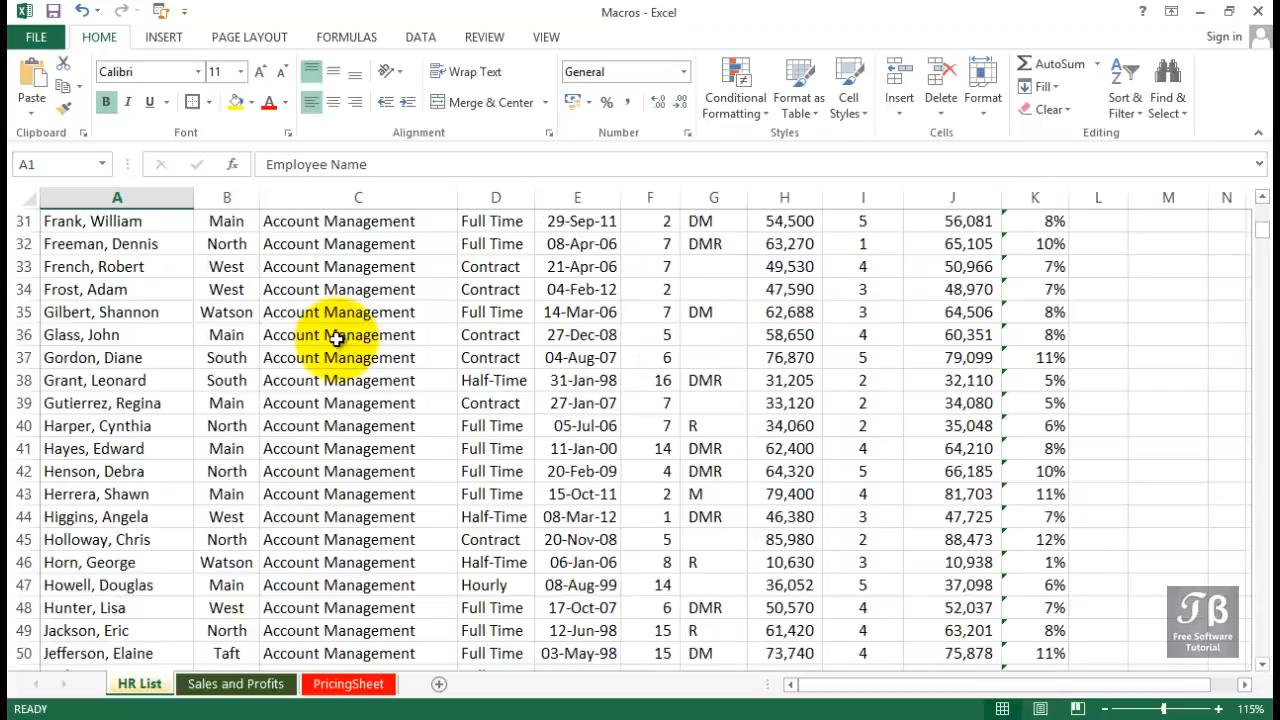 Macros - Excel
? Sign in
FILE HOME INSERT PAGE LAYOUT FORMULAS DATA REVIEW VIEW
Paste
Calibri 11
B I U A
Wrap Text
Merge & Center
General
% ,
Conditional Formatting
Format as Table
Cell Styles
Insert
Delete
Format
AutoSum
Fill
Clear
Sort & Filter
Find & Select
Clipboard Font Alignment Number Styles Cells Editing
A1 fx Employee Name
A B C D E F G H I J K L M N
31 Frank, William Main Account Management Full Time 29-Sep-11 2 DM 54,500 5 56,081 8%
32 Freeman, Dennis North Account Management Full Time 08-Apr-06 7 DMR 63,270 1 65,105 10%
33 French, Robert West Account Management Contract 21-Apr-06 7 49,530 4 50,966 7%
34 Frost, Adam West Account Management Contract 04-Feb-12 2 47,590 3 48,970 7%
35 Gilbert, Shannon Watson Account Management Full Time 14-Mar-06 7 DM 62,688 3 64,506 8%
36 Glass, John Main Account Management Contract 27-Dec-08 5 58,650 4 60,351 8%
37 Gordon, Diane South Account Management Contract 04-Aug-07 6 76,870 5 79,099 11%
38 Grant, Leonard South Account Management Half-Time 31-Jan-98 16 DMR 31,205 2 32,110 5%
39 Gutierrez, Regina Main Account Management Contract 27-Jan-07 7 33,120 2 34,080 5%
40 Harper, Cynthia North Account Management Full Time 05-Jul-06 7 R 34,060 2 35,048 6%
41 Hayes, Edward Main Account Management Full Time 11-Jan-00 14 DMR 62,400 4 64,210 8%
42 Henson, Debra North Account Management Full Time 20-Feb-09 4 DMR 64,320 5 66,185 10%
43 Herrera, Shawn Main Account Management Full Time 15-Oct-11 2 M 79,400 4 81,703 11%
44 Higgins, Angela West Account Management Half-Time 08-Mar-12 1 DMR 46,380 3 47,725 7%
45 Holloway, Chris North Account Management Contract 20-Nov-08 5 85,980 2 88,473 12%
46 Horn, George Watson Account Management Half-Time 06-Jan-06 8 R 10,630 3 10,938 1%
47 Howell, Douglas Main Account Management Hourly 08-Aug-99 14 36,052 5 37,098 6%
48 Hunter, Lisa West Account Management Full Time 17-Oct-07 6 DMR 50,570 4 52,037 7%
49 Jackson, Eric North Account Management Full Time 12-Jun-98 15 R 61,420 4 63,201 8%
50 Jefferson, Elaine Taft Account Management Full Time 03-May-98 15 DM 73,740 4 75,878 11%
Tβ
Free Software
Tutorial
HR List Sales and Profits PricingSheet
READY 115%